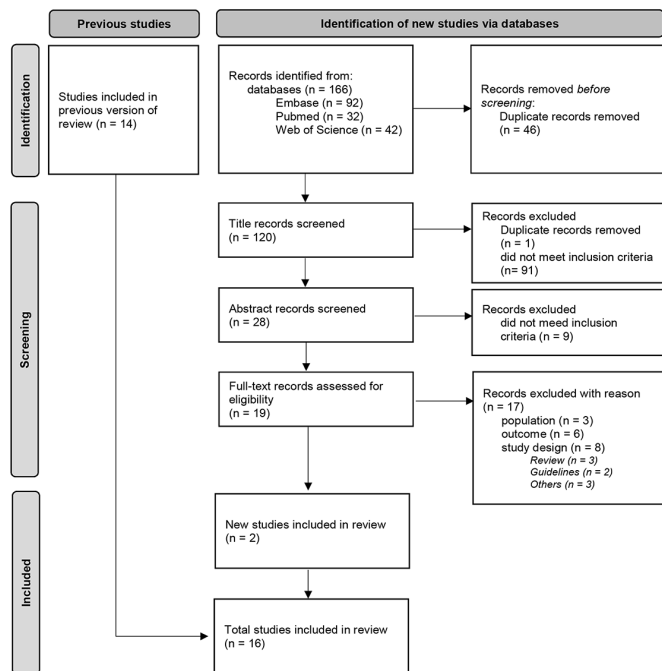 Previous studies
Identification of new studies via databases
Identification
Studies included in
previous version of
review (n = 14)
Records identified from:
databases (n = 166)
Embase (n = 92)
Pubmed (n = 32)
Web of Science (n = 42)
Records removed before
screening:
Duplicate records removed
(n = 46)
Screening
Title records screened
(n = 120)
Records excluded
Duplicate records removed
(n = 1)
did not meet inclusion criteria
(n= 91)
Abstract records screened
(n = 28)
Records excluded
did not meed inclusion
criteria (n = 9)
Full-text records assessed for
eligibility
(n = 19)
Records excluded with reason
(n = 17)
population (n = 3)
outcome (n = 6)
study design (n = 8)
Review (n = 3)
Guidelines (n = 2)
Others (n = 3)
Included
New studies included in review
(n = 2)
Total studies included in review
(n = 16)